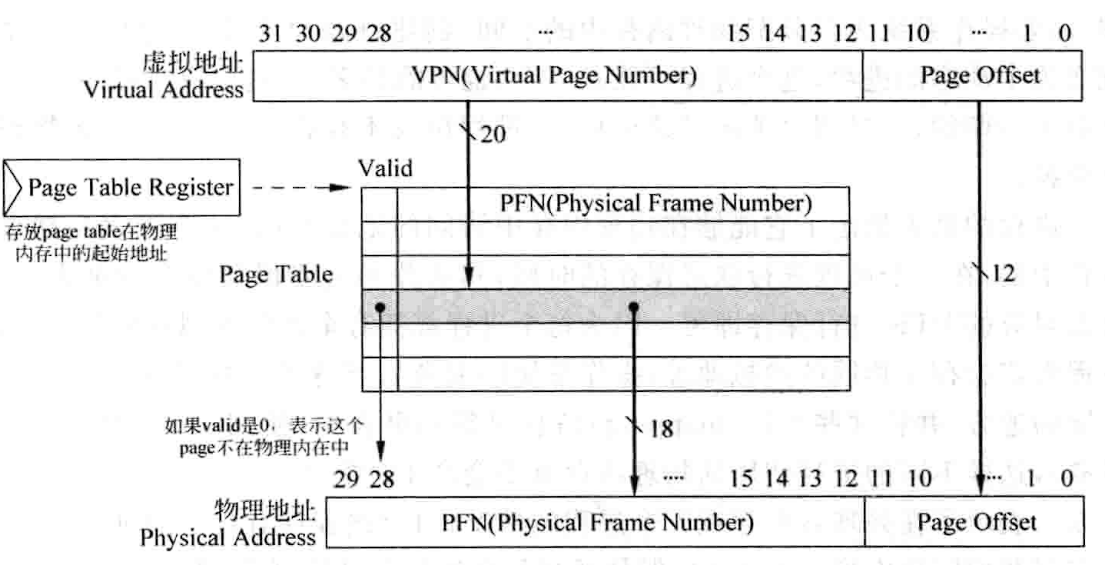 31 30 29 28 ... 15 14 13 12 11 10 ... 0
虚拟地址
Virtual Address
VPN(Virtual Page Number)
Page Offset
20
Valid
Page Table Register
PFN(Physical Frame Number)
存放page table在物理
内存中的起始地址
Page Table
12
如果valid是0，表示这个
page不在物理内在中
18
29 28 .... 15 14 13 12 11 10 ... 1 0
物理地址
Physical Address
PFN(Physical Frame Number)
Page Offset